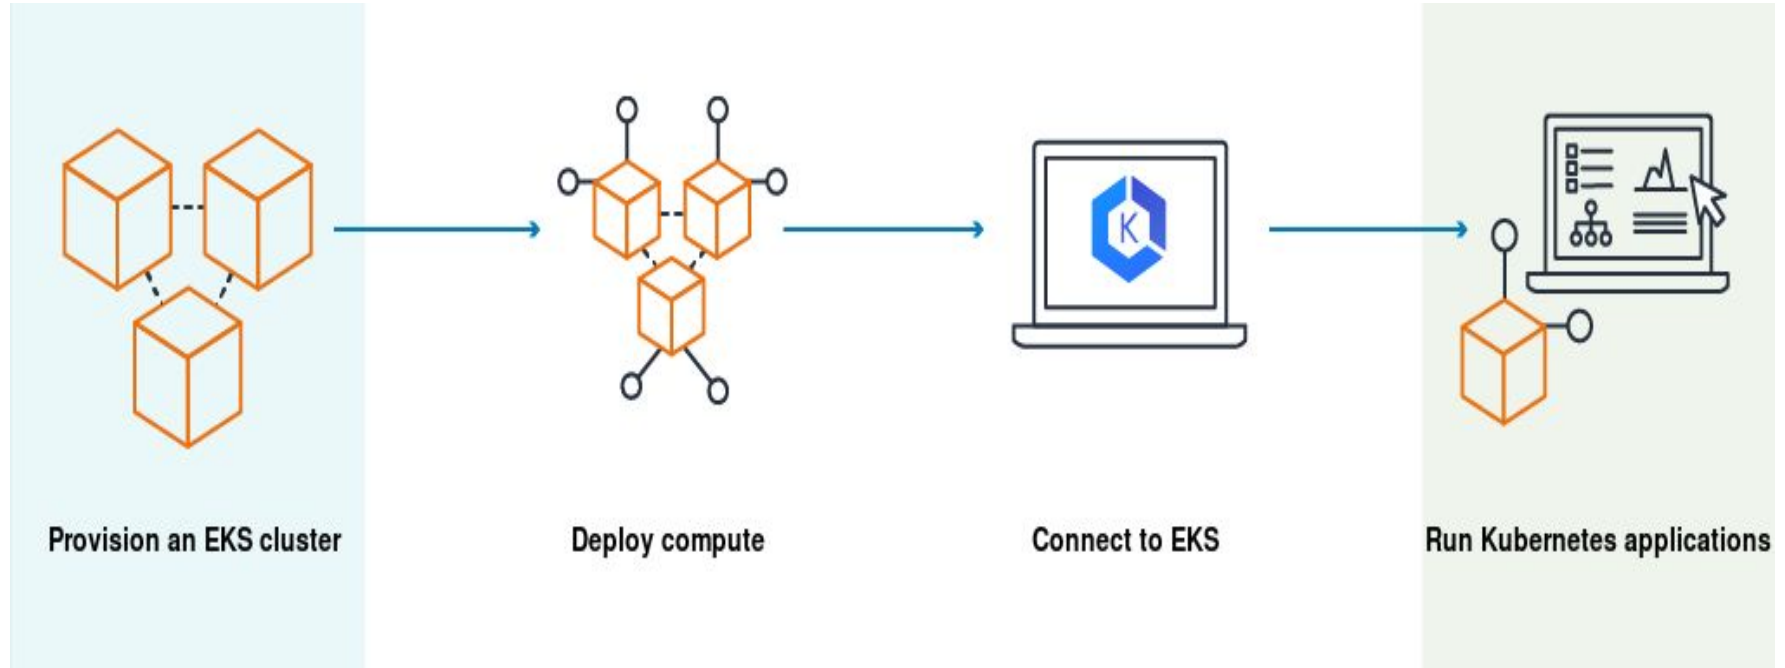 K
Provision an EKS cluster
Deploy compute
Connect to EKS
Run Kubernetes applications